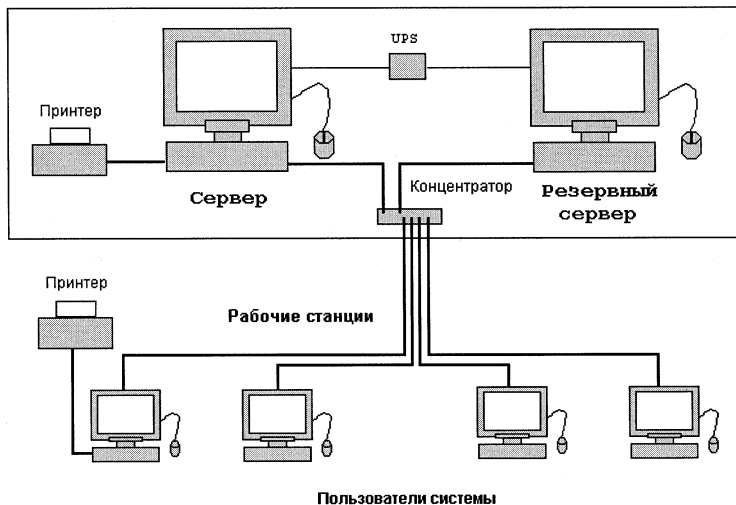 UPS
Принтер
Концентратор
Сервер
Резервный
сервер
Принтер
Рабочие станции
Пользователи системы